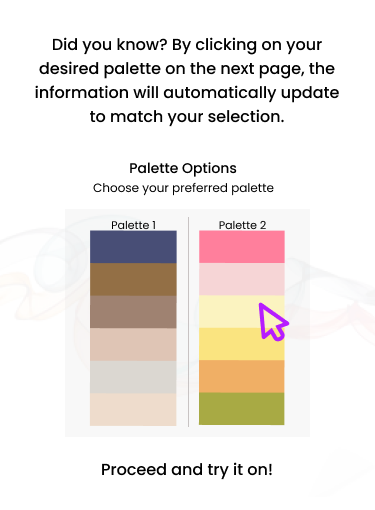 Did you know? By clicking on your
desired palette on the next page, the
information will automatically update
to match your selection.
Palette Options
Choose your preferred palette
Palette 1
Palette 2
Proceed and try it on!